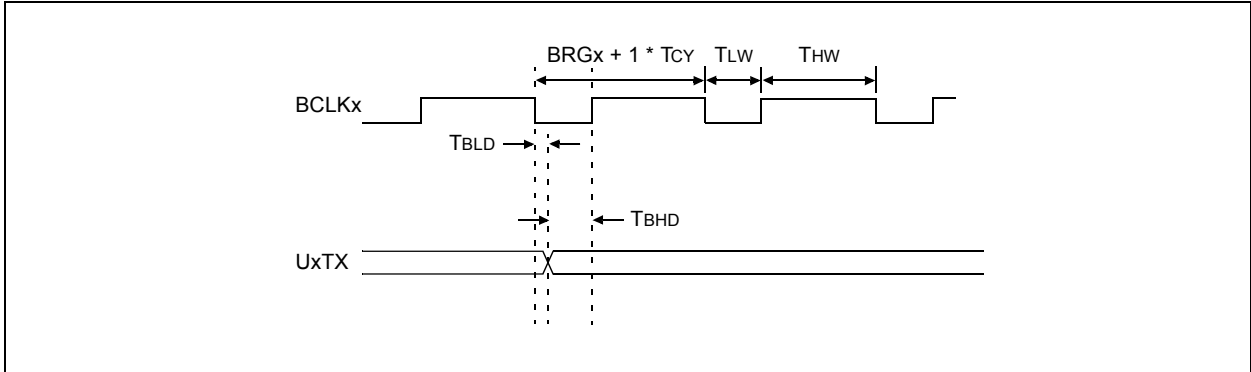 BRGx + 1 * TCY TLW THW
BCLKx
TBLD
TBHD
UxTX